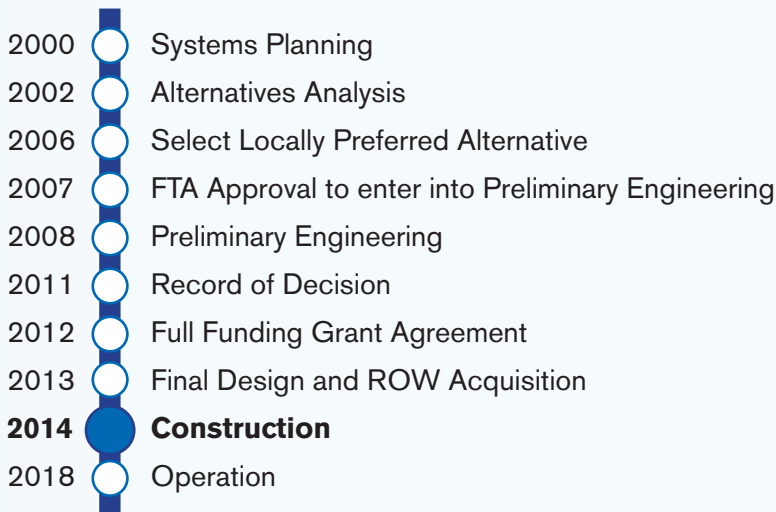 2000 Systems Planning
2002 Alternatives Analysis
2006 Select Locally Preferred Alternative
2007 FTA Approval to enter into Preliminary Engineering
2008 Preliminary Engineering
2011 Record of Decision
2012 Full Funding Grant Agreement
2013 Final Design and ROW Acquisition
2014 Construction
2018 Operation